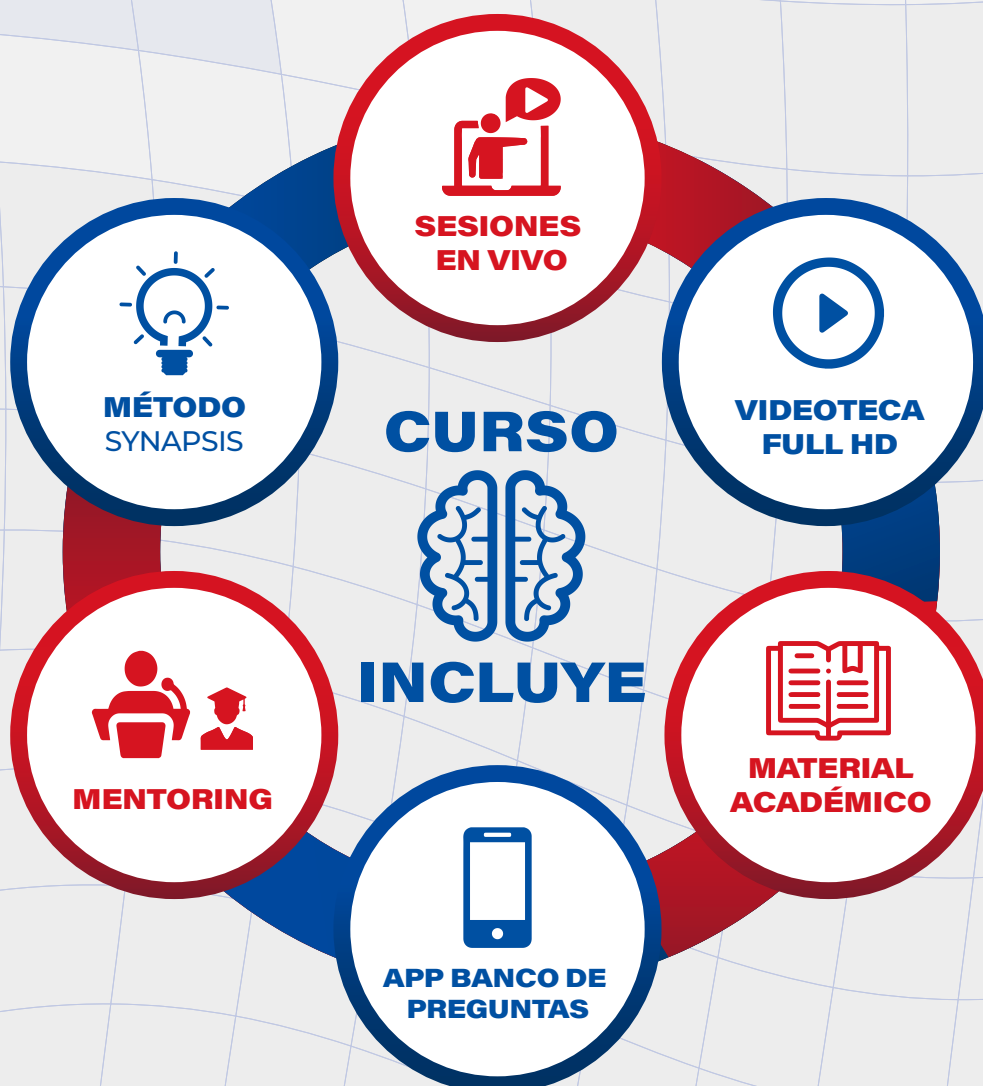 SESIONES
EN VIVO
MÉTODO
SYNAPSIS
VIDEOTECA
FULL HD
CURSO
INCLUYE
MENTORING
MATERIAL
ACADÉMICO
APP BANCO DE
PREGUNTAS